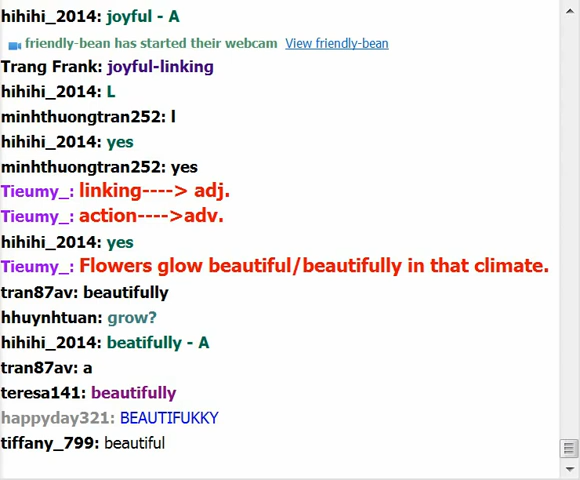 hihihi_2014: joyful - A
friendly-bean has started their webcam View friendly-bean
Trang Frank: joyful-linking
hihihi_2014: L
minhthuongtran252: l
hihihi_2014: yes
minhthuongtran252: yes
Tieumy_: linking----> adj.
Tieumy_: action---->adv.
hihihi_2014: yes
Tieumy_: Flowers glow beautiful/beautifully in that climate.
tran87av: beautifully
hhuynhtuan: grow?
hihihi_2014: beatifully - A
tran87av: a
teresa141: beautifully
happyday321: BEAUTIFUKKY
tiffany_799: beautiful